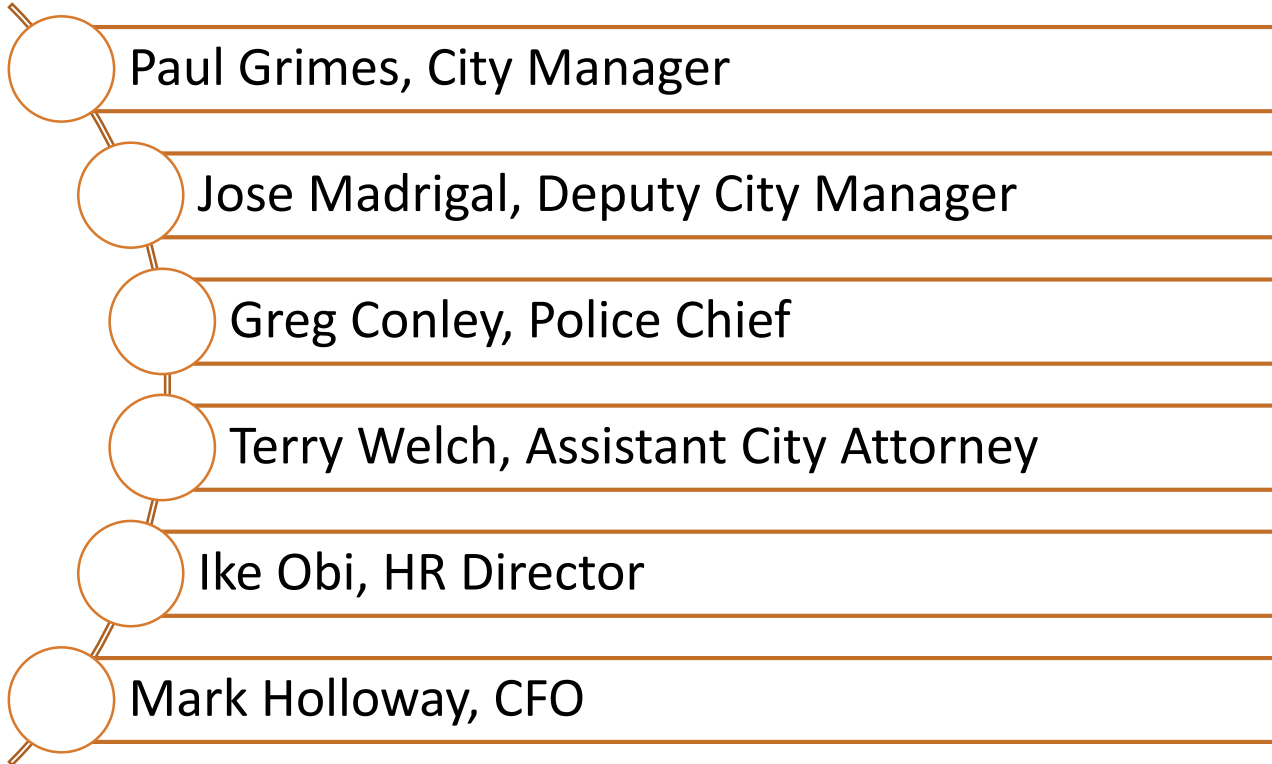 Paul Grimes, City Manager
Jose Madrigal, Deputy City Manager
Greg Conley, Police Chief
Terry Welch, Assistant City Attorney
Ike Obi, HR Director
Mark Holloway, CFO